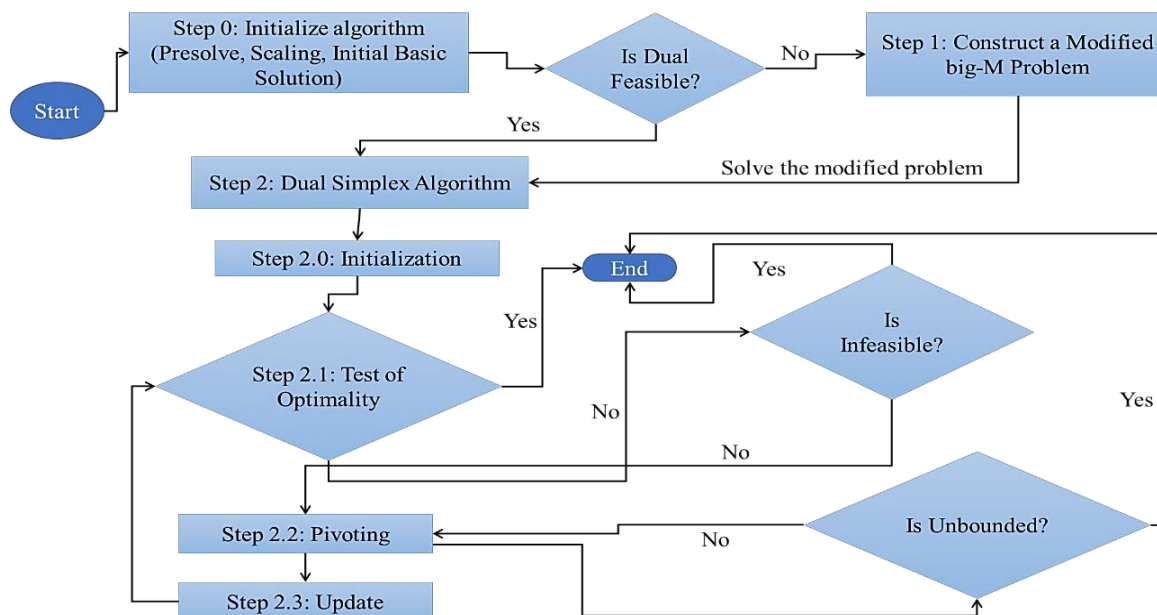 Step 0: Initialize algorithm
(Presolve, Scaling, Initial Basic
Solution)
Is Dual
Feasible?
No
Step 1: Construct a Modified
big-M Problem
Start
Yes
Step 2: Dual Simplex Algorithm
Solve the modified problem
Step 2.0: Initialization
End
Yes
Yes
Is
Infeasible?
Step 2.1: Test of
Optimality
No
Yes
No
Step 2.2: Pivoting
No
Is Unbounded?
Step 2.3: Update